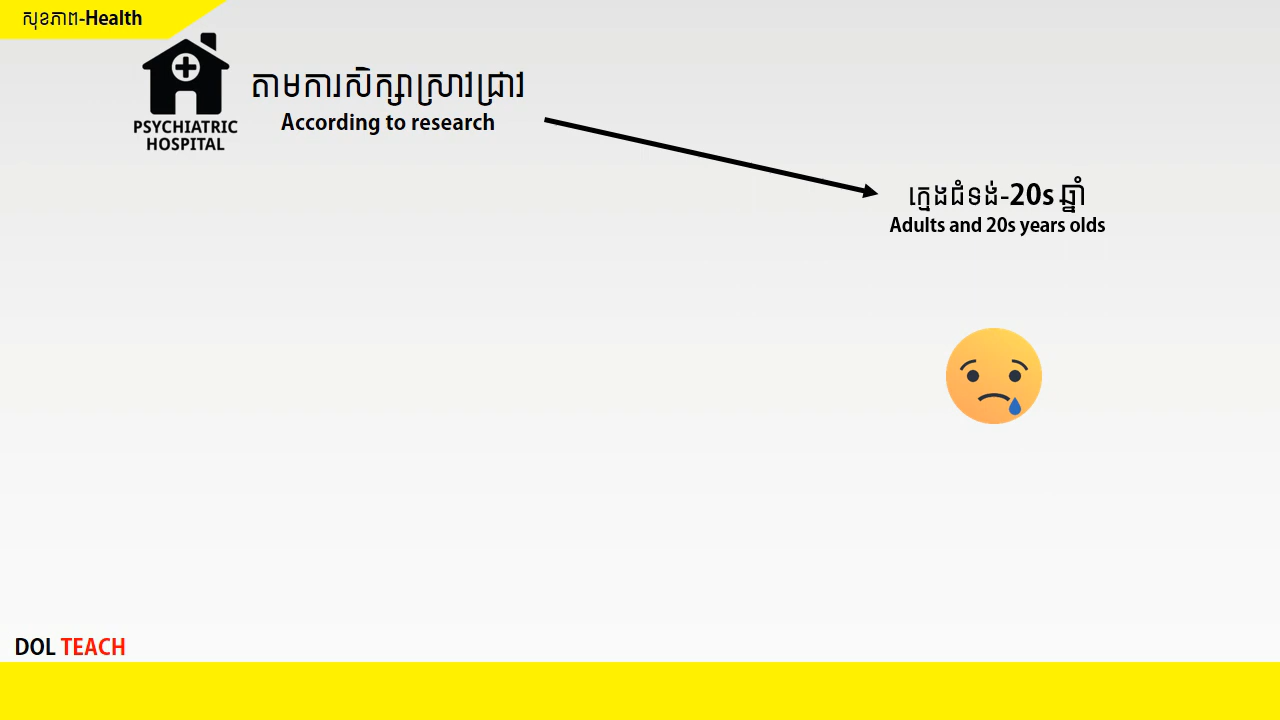 សុខភាព-Health
PSYCHIATRIC
HOSPITAL
តាមការសិក្សាស្រាវជ្រាវ
According to research
ក្មេងជំទង់-20s ឆ្នាំ
Adults and 20s years olds
DOL TEACH